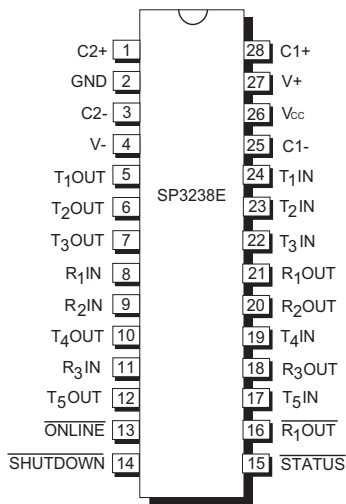 C2+ 1 28 C1+
GND 2 27 V+
C2- 3 26 VCC
V- 4 25 C1-
T1OUT 5 24 T1IN
SP3238E
T2OUT 6 23 T2IN
T3OUT 7 22 T3IN
R1IN 8 21 R1OUT
R2IN 9 20 R2OUT
T4OUT 10 19 T4IN
R3IN 11 18 R3OUT
T5OUT 12 17 T5IN
ONLINE 13 16 R1OUT
SHUTDOWN 14 15 STATUS